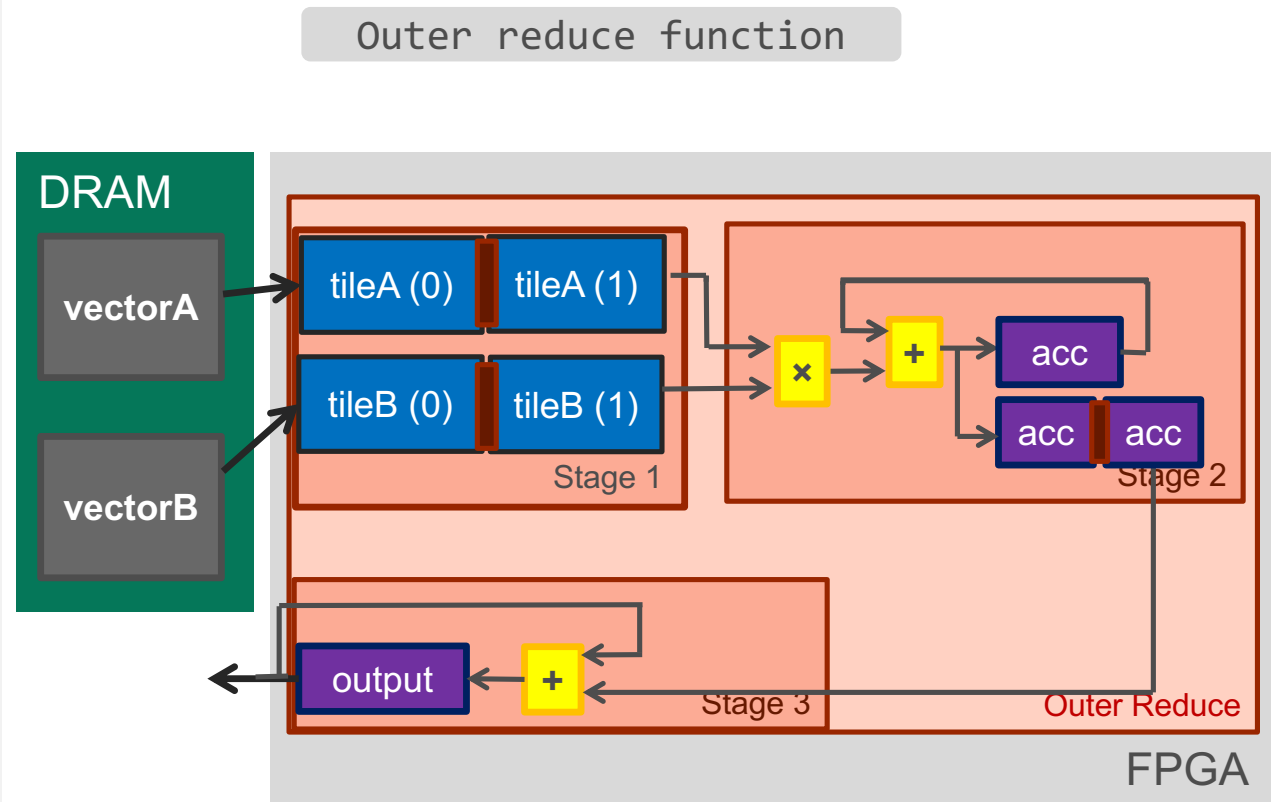 Outer reduce function
DRAM
vectorA
vectorB
tileA (0)
tileA (1)
tileB (0)
tileB (1)
Stage 1
×
+
acc
acc
acc
Stage 2
output
+
Stage 3
Outer Reduce
FPGA